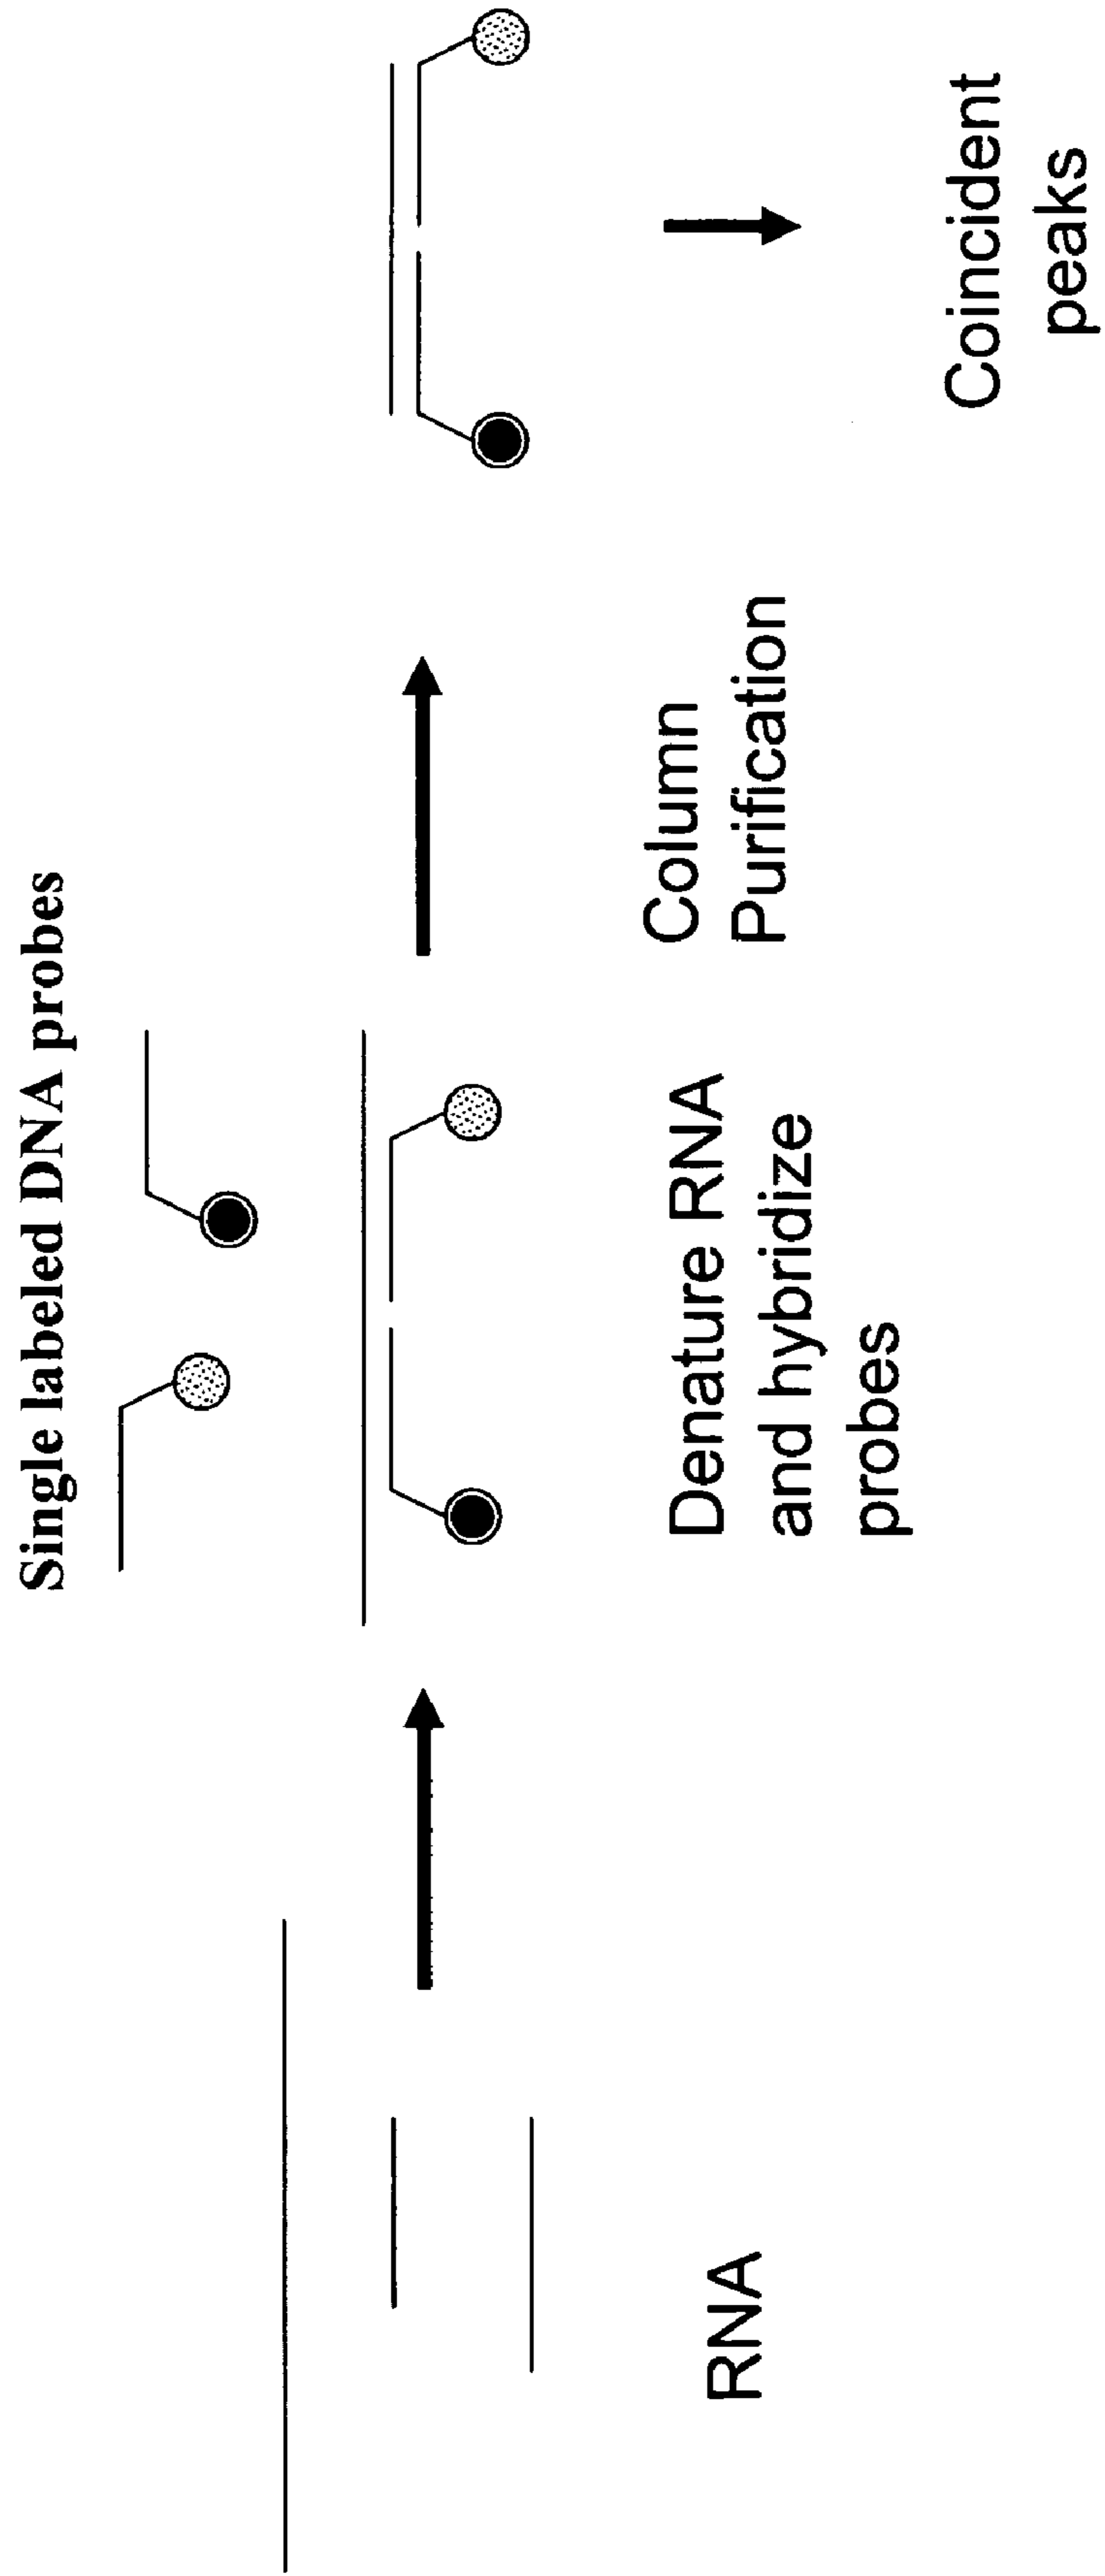 Single labeled DNA probes
RNA
Denature RNA
and hybridize
probes
Column
Purification
Coincident
peaks